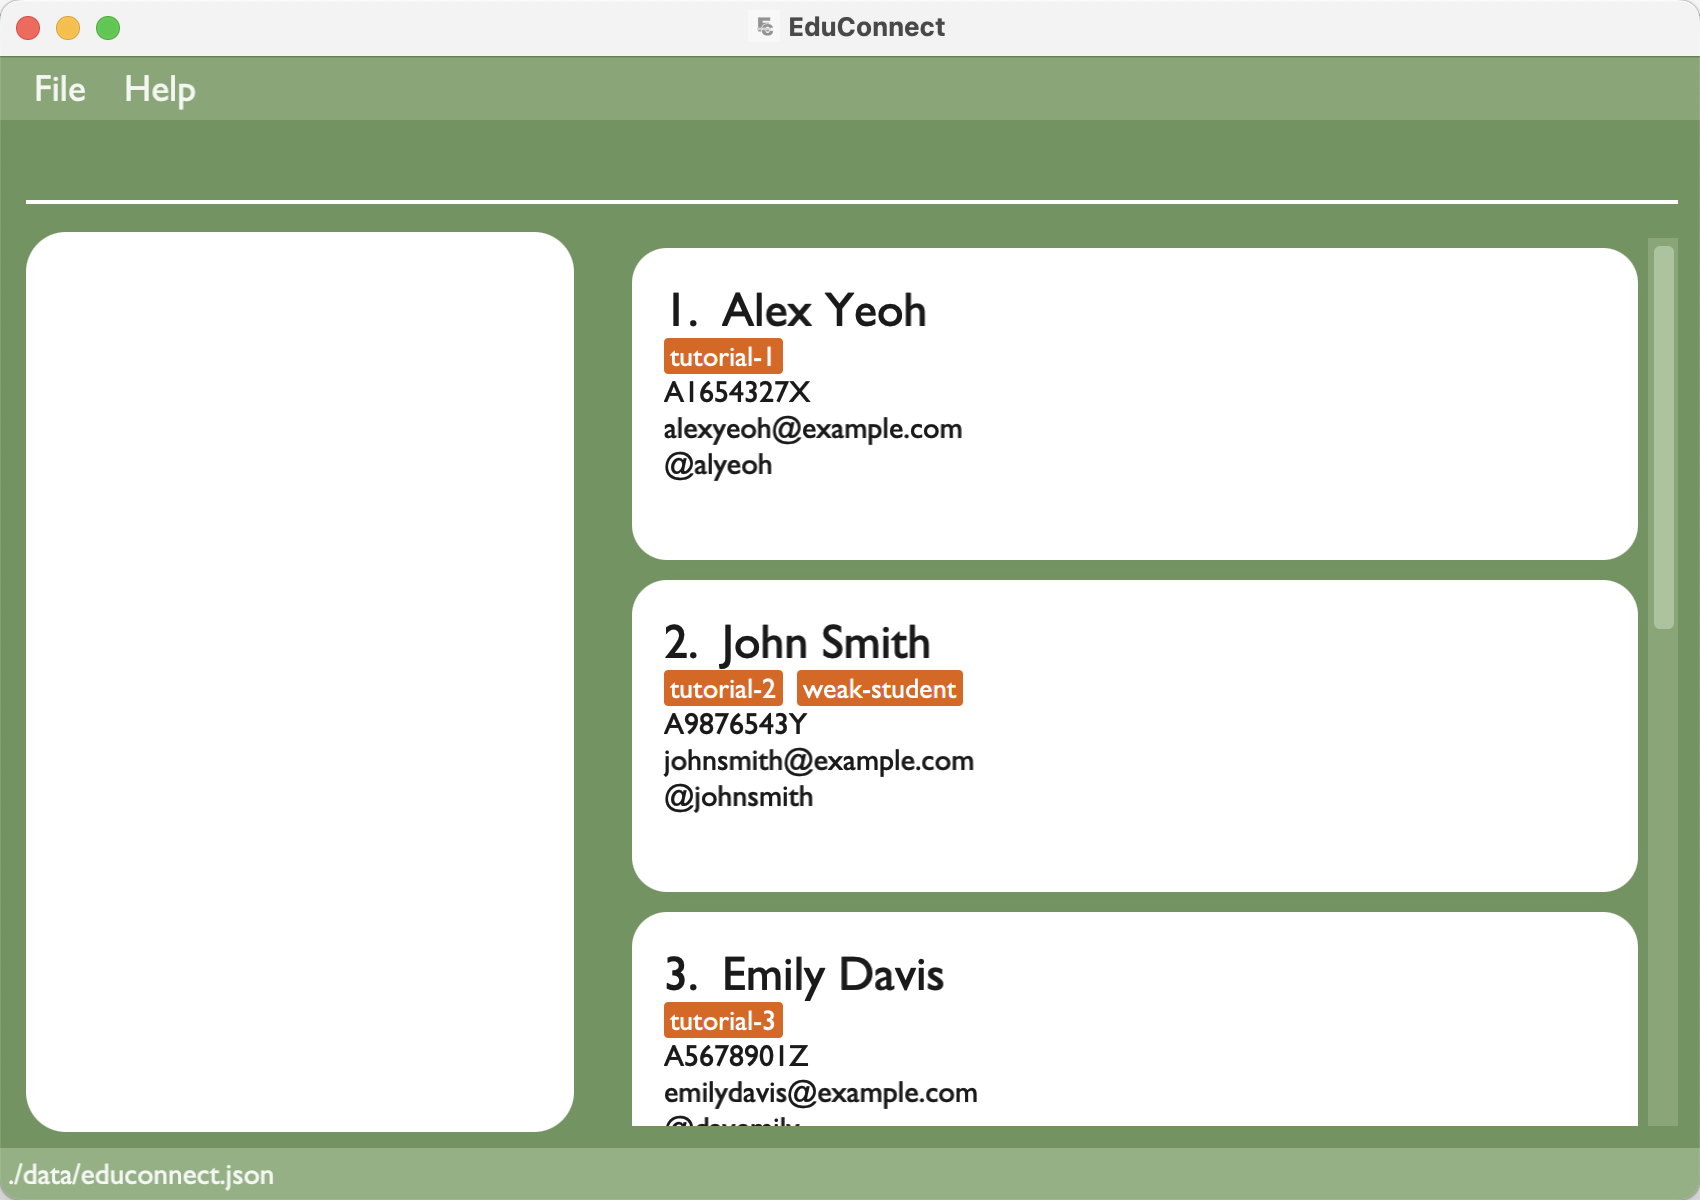 EduConnect
File Help
1. Alex Yeoh
tutorial-1
A1654327X
alexyeoh@example.com
@alyeoh
2. John Smith
tutorial-2 weak-student
A9876543Y
johnsmith@example.com
@johnsmith
3. Emily Davis
tutorial-3
A5678901Z
emilydavis@example.com
./data/educonnect.json